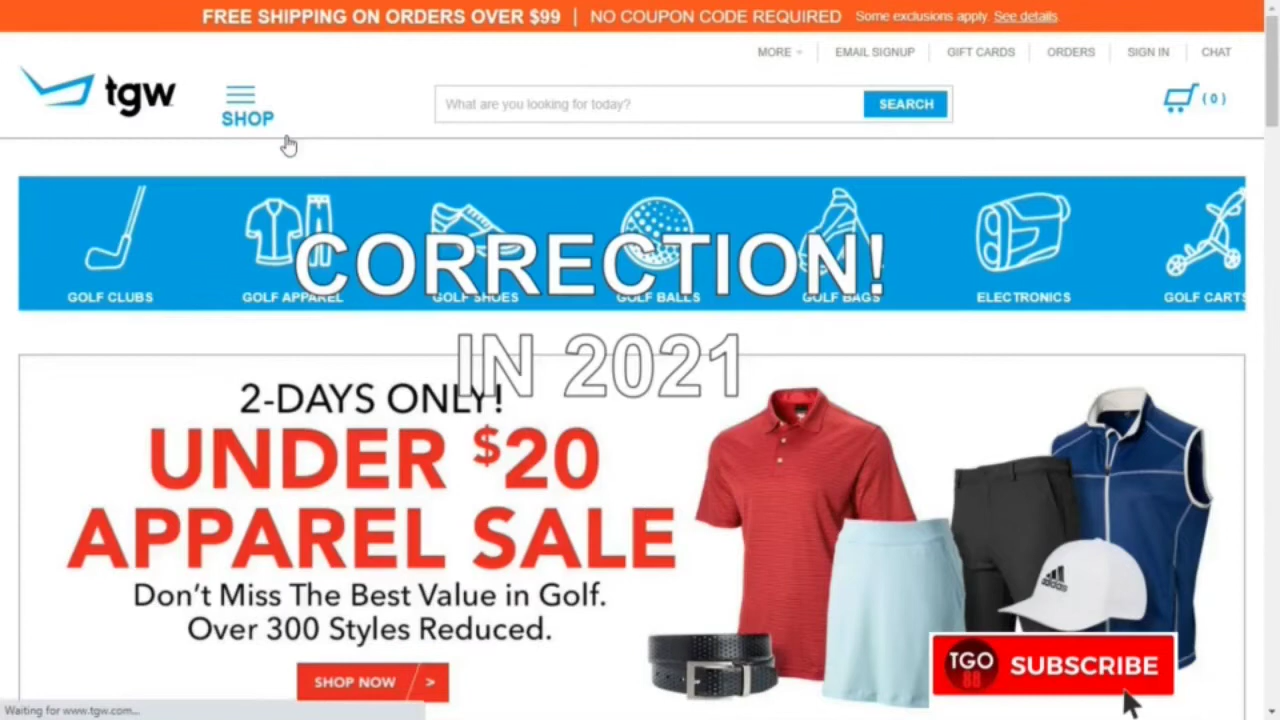 FREE SHIPPING ON ORDERS OVER $99 | NO COUPON CODE REQUIRED Some exclusions apply. See details
MORE EMAIL SIGNUP GIFT CARDS ORDERS SIGN IN CHAT
tgw
SHOP
What are you looking for today?
SEARCH
(0)
GOLF CLUBS GOLF APPAREL GOLF SHOES GOLF BALLS GOLF BAGS ELECTRONICS GOLF CARTS
CORRECTION!
IN 2021
2-DAYS ONLY!
UNDER $20
APPAREL SALE
Don't Miss The Best Value in Golf.
Over 300 Styles Reduced.
SHOP NOW >
adidas
TGO
88
SUBSCRIBE
Waiting for www.tgw.com...